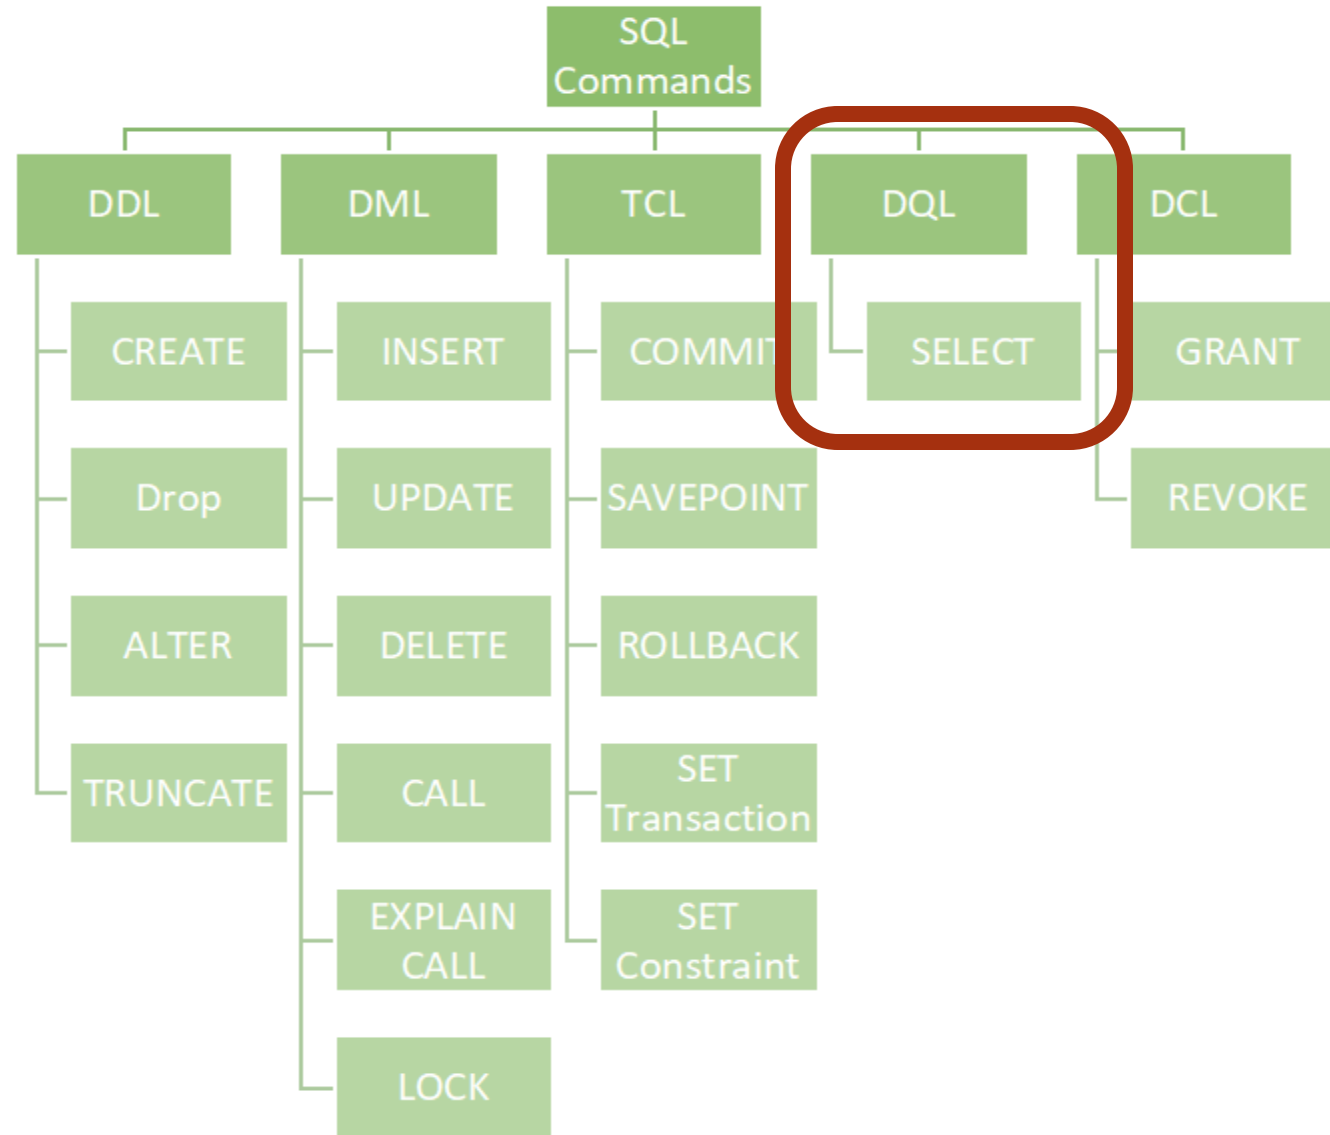 SQL
Commands
DDL
DML
TCL
DQL
DCL
CREATE
INSERT
COMMIT
SELECT
GRANT
Drop
UPDATE
SAVEPOINT
REVOKE
ALTER
DELETE
ROLLBACK
TRUNCATE
CALL
SET
Transaction
EXPLAIN
CALL
SET
Constraint
LOCK